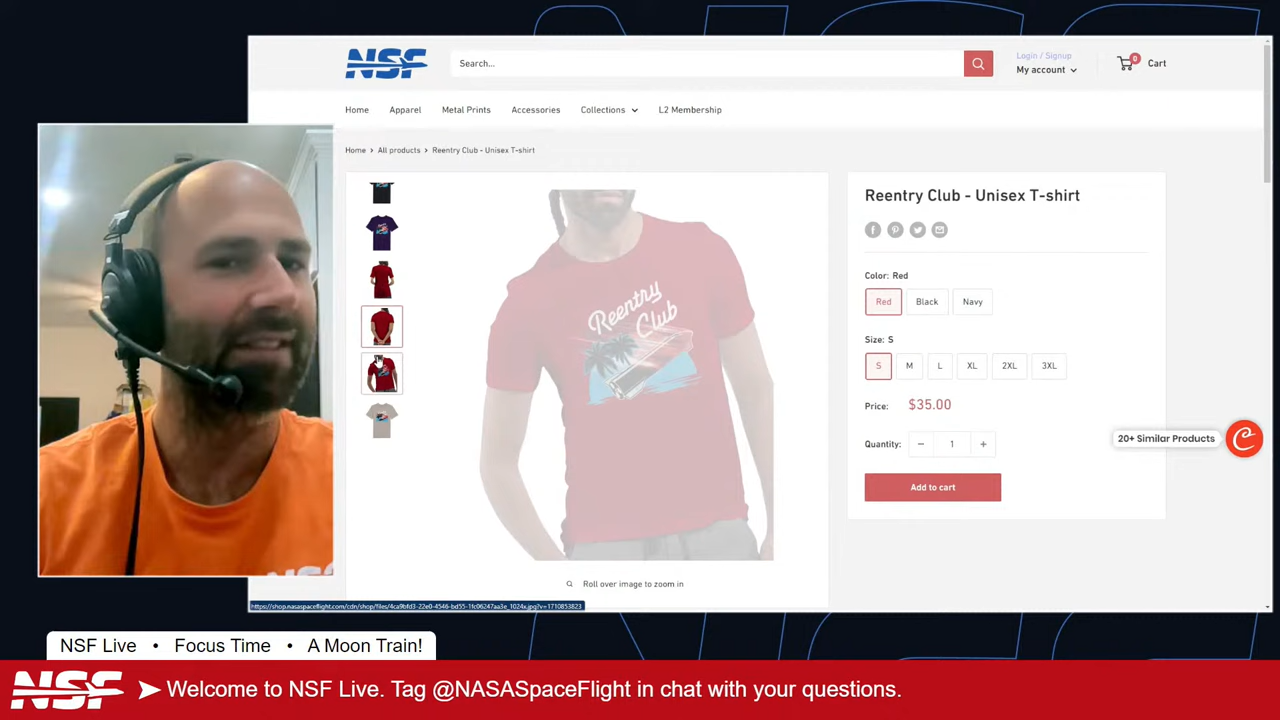 NSF
Search...
Login / Signup
My account
0
Cart
Home
Apparel
Metal Prints
Accessories
Collections
L2 Membership
Home > All products > Reentry Club - Unisex T-shirt
Reentry Club - Unisex T-shirt
Color: Red
Red
Black
Navy
Size: S
S
M
L
XL
2XL
3XL
Price: $35.00
Quantity: − 1 +
Add to cart
20+ Similar Products
Reentry
Club
Roll over image to zoom in
NSF Live • Focus Time • A Moon Train!
NSF
Welcome to NSF Live. Tag @NASASpaceFlight in chat with your questions.